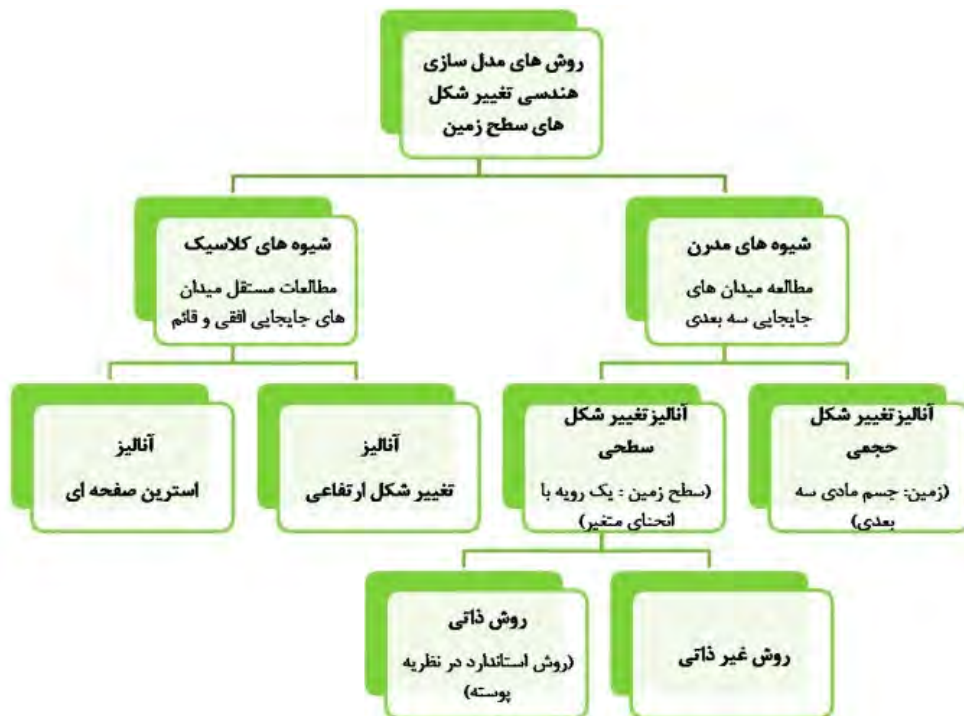 روش های مدل سازی
هندسی تغییر شکل
های سطح زمین
شیوه های مدرن
مطالعه میدان های
جابجایی سه بعدی
شیوه های کلاسیک
مطالعات مستقل میدان
های جابجایی افقی و قائم
آنالیز تغییر شکل
حجمی
(زمین: جسم مادی سه
بعدی)
آنالیز تغییر شکل
سطحی
(سطح زمین : یک رویه با
انحنای متغیر)
آنالیز
تغییر شکل ارتفاعی
آنالیز
استرین صفحه ای
روش غیر ذاتی
روش ذاتی
(روش استاندارد در نظریه
پوسته)